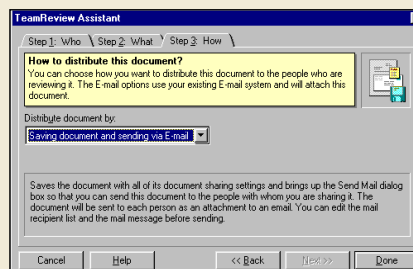 TeamReview Assistant
Step 1: Who
Step 2: What
Step 3: How
How to distribute this document?
You can choose how you want to distribute this document to the people who are
reviewing it. The E-mail options use your existing E-mail system and will attach this
document.
Distribute document by:
Saving document and sending via E-mail
Saves the document with all of its document sharing settings and brings up the Send Mail dialog
box so that you can send this document to the people with whom you are sharing it. The
document will be sent to each person as an attachment to an email. You can edit the mail
recipient list and the mail message before sending.
Cancel
Help
<< Back
Next >>
Done